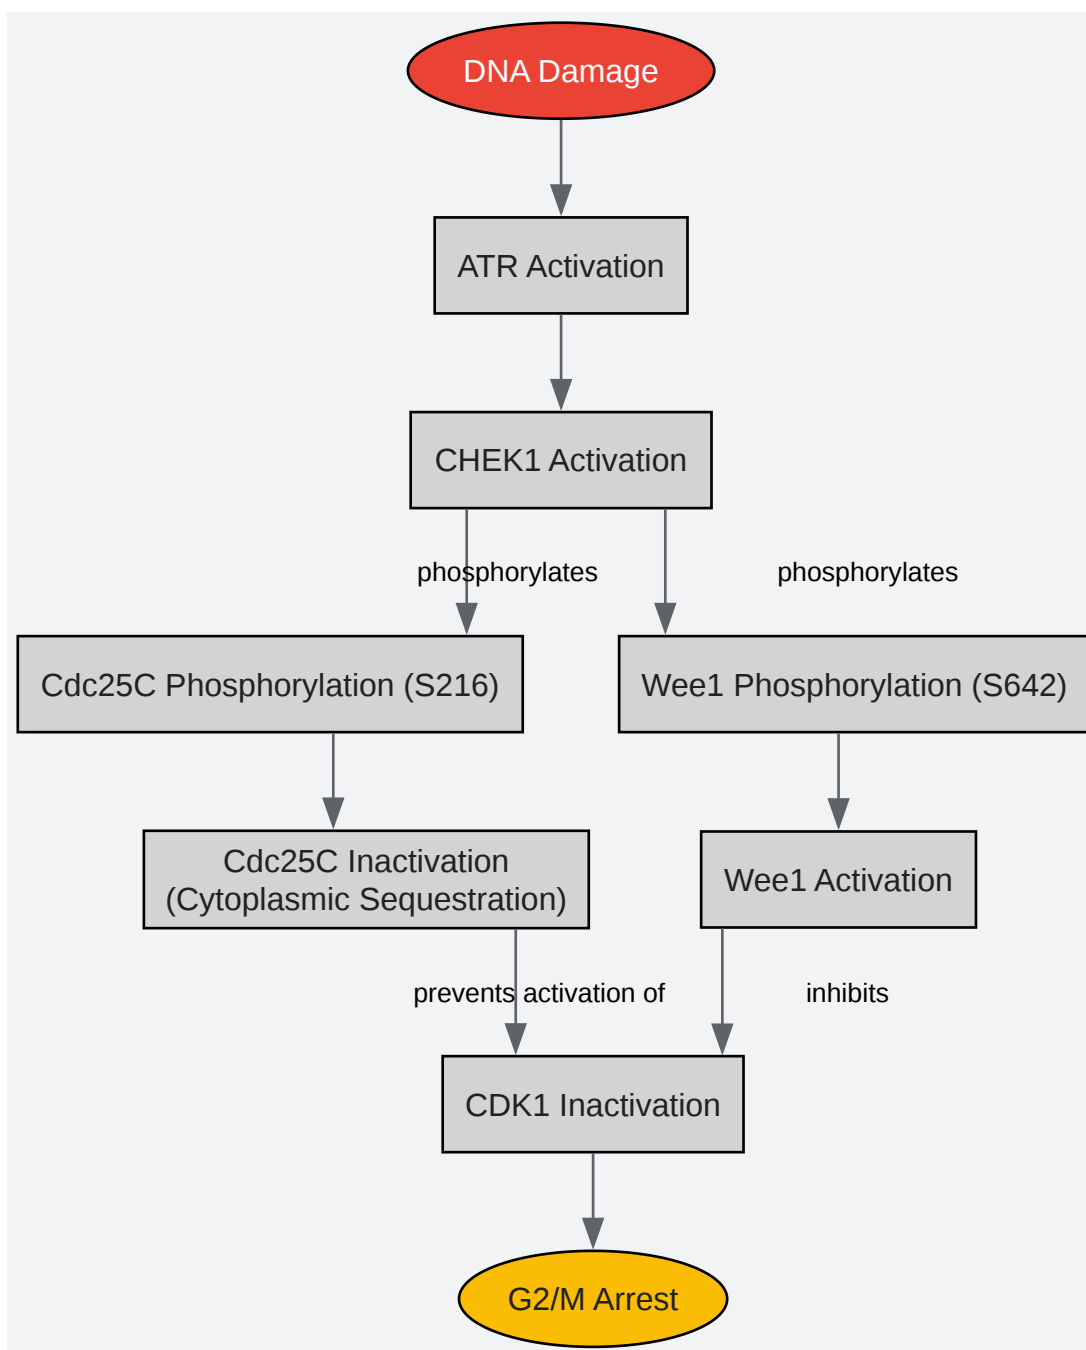 DNA Damage
ATR Activation
CHEK1 Activation
phosphorylates
phosphorylates
Cdc25C Phosphorylation (S216)
Wee1 Phosphorylation (S642)
Cdc25C Inactivation
(Cytoplasmic Sequestration)
Wee1 Activation
prevents activation of
inhibits
CDK1 Inactivation
G2/M Arrest